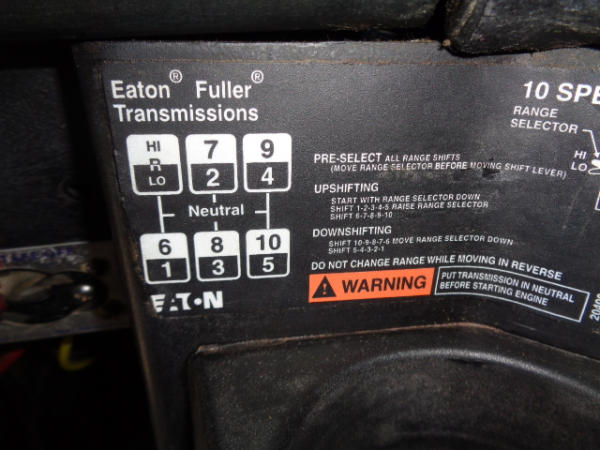 Eaton® Fuller®
Transmissions
HI
R
LO
7
2
9
4
Neutral
6
1
8
3
10
5
EATON
10 SPE
RANGE
SELECTOR
HI
LO
PRE-SELECT ALL RANGE SHIFTS
(MOVE RANGE SELECTOR BEFORE MOVING SHIFT LEVER)
UPSHIFTING
START WITH RANGE SELECTOR DOWN
SHIFT 1-2-3-4-5 RAISE RANGE SELECTOR
SHIFT 6-7-8-9-10
DOWNSHIFTING
SHIFT 10-9-8-7-6 MOVE RANGE SELECTOR DOWN
SHIFT 5-4-3-2-1
DO NOT CHANGE RANGE WHILE MOVING IN REVERSE
WARNING
PUT TRANSMISSION IN NEUTRAL
BEFORE STARTING ENGINE